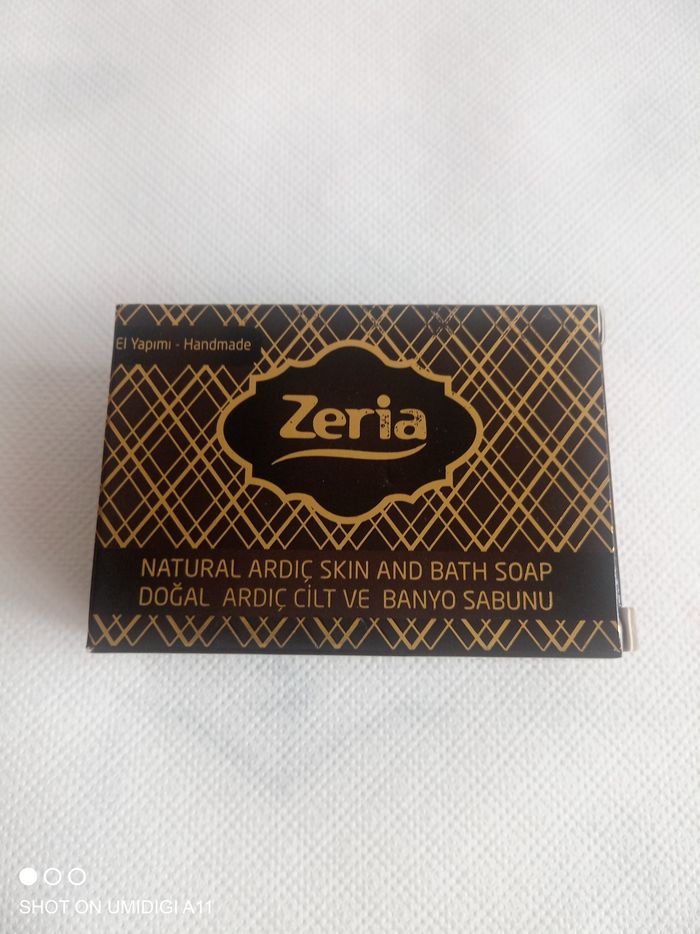 El Yapımı - Handmade
Zeria
NATURAL ARDIÇ SKIN AND BATH SOAP
DOĞAL ARDIÇ CİLT VE BANYO SABUNU
SHOT ON UMIDIGI A11